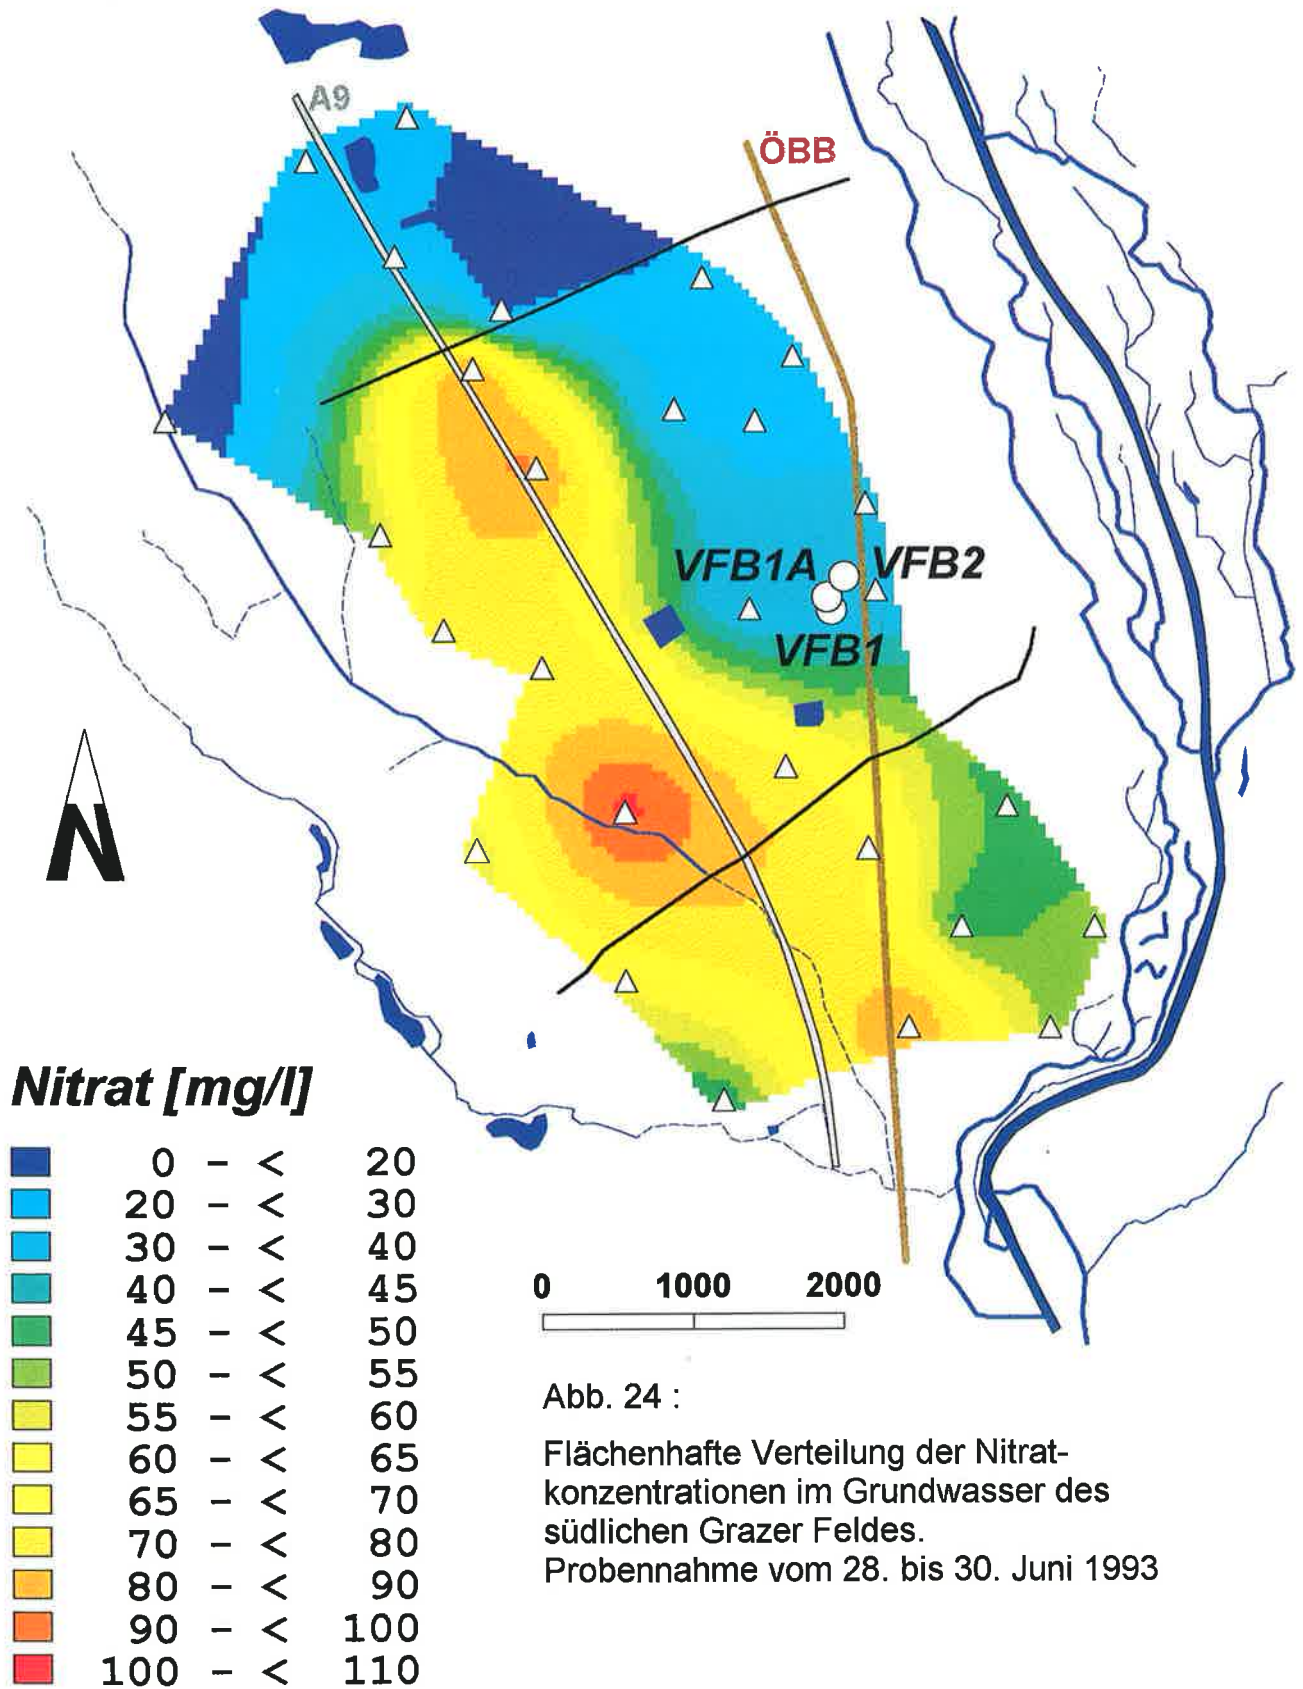 A9
ÖBB
VFB1A
VFB2
VFB1
N
Nitrat [mg/l]
0 - < 20
20 - < 30
30 - < 40
40 - < 45
45 - < 50
50 - < 55
55 - < 60
60 - < 65
65 - < 70
70 - < 80
80 - < 90
90 - < 100
100 - < 110
0 1000 2000
Abb. 24 :
Flächenhafte Verteilung der Nitrat-
konzentrationen im Grundwasser des
südlichen Grazer Feldes.
Probennahme vom 28. bis 30. Juni 1993